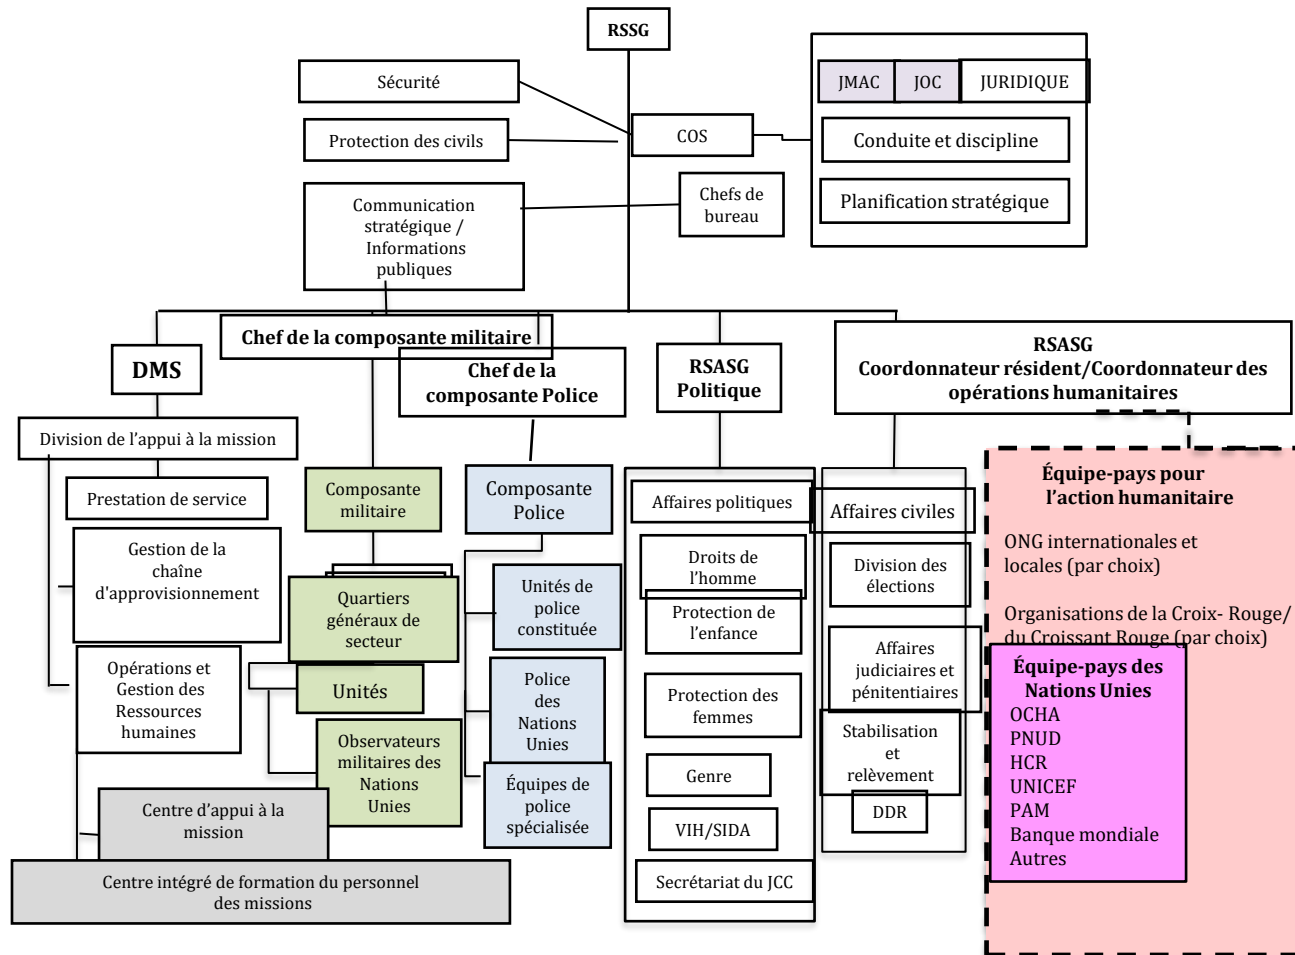 RSSG
Sécurité
JMAC
JOC
JURIDIQUE
Protection des civils
COS
Conduite et discipline
Communication
stratégique /
Informations
publiques
Chefs de
bureau
Planification stratégique
Chef de la composante militaire
DMS
Chef de la
composante Police
RSASG
Politique
RSASG
Coordonnateur résident/Coordonnateur des
opérations humanitaires
Division de l’appui à la mission
Prestation de service
Gestion de la
chaîne
d'approvisionnement
Opérations et
Gestion des
Ressources
humaines
Centre d’appui à la
mission
Centre intégré de formation du personnel
des missions
Composante
militaire
Quartiers
généraux de
secteur
Unités
Observateurs
militaires des
Nations
Unies
Composante
Police
Unités de
police
constituée
Police
des
Nations
Unies
Équipes de
police
spécialisée
Affaires politiques
Droits de
l’homme
Protection de
l’enfance
Protection des
femmes
Genre
VIH/SIDA
Secrétariat du JCC
Affaires civiles
Division des
élections
Affaires
judiciaires et
pénitentiaires
Stabilisation
et
relèvement
DDR
Équipe-pays pour
l’action humanitaire
ONG internationales et
locales (par choix)
Organisations de la Croix- Rouge/
du Croissant Rouge (par choix)
Équipe-pays des
Nations Unies
OCHA
PNUD
HCR
UNICEF
PAM
Banque mondiale
Autres